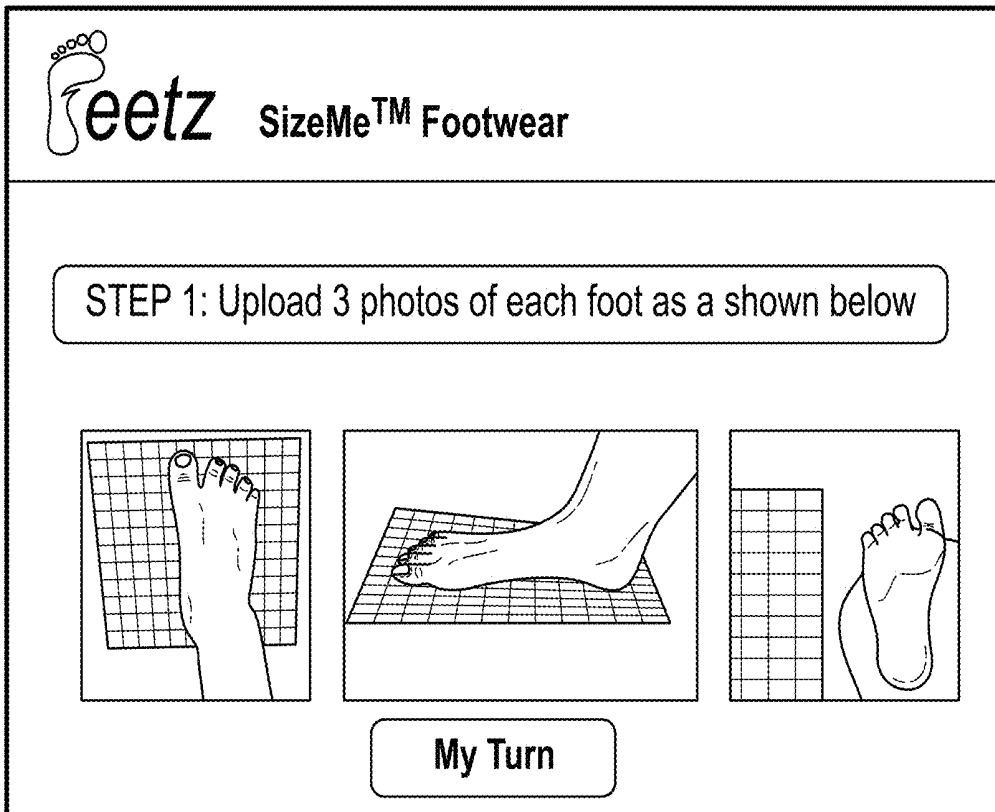 Feetz SizeMe™ Footwear
STEP 1: Upload 3 photos of each foot as a shown below
My Turn